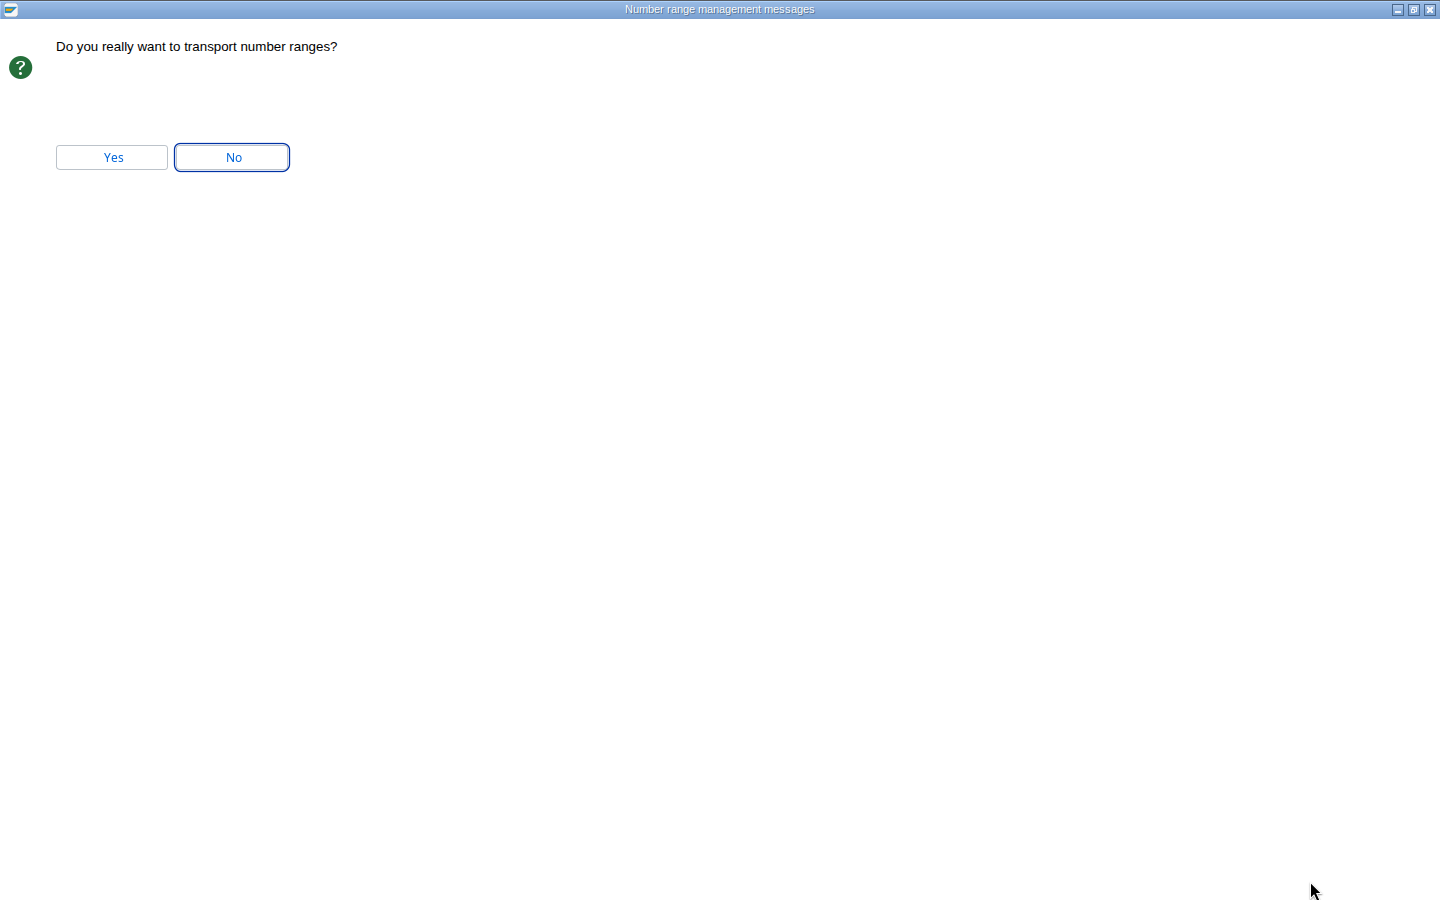 Number range management messages
Do you really want to transport number ranges?
?
Yes
No